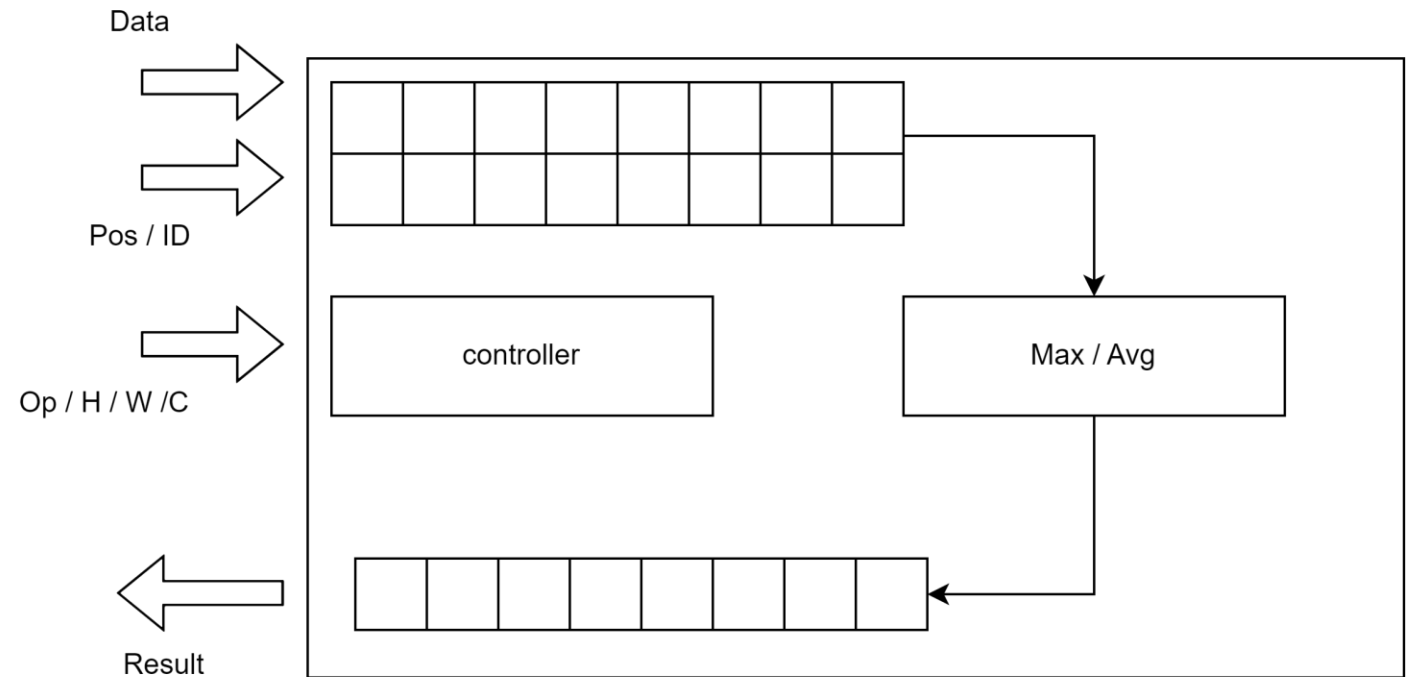 Data
Pos / ID
controller
Max / Avg
Op / H / W /C
Result